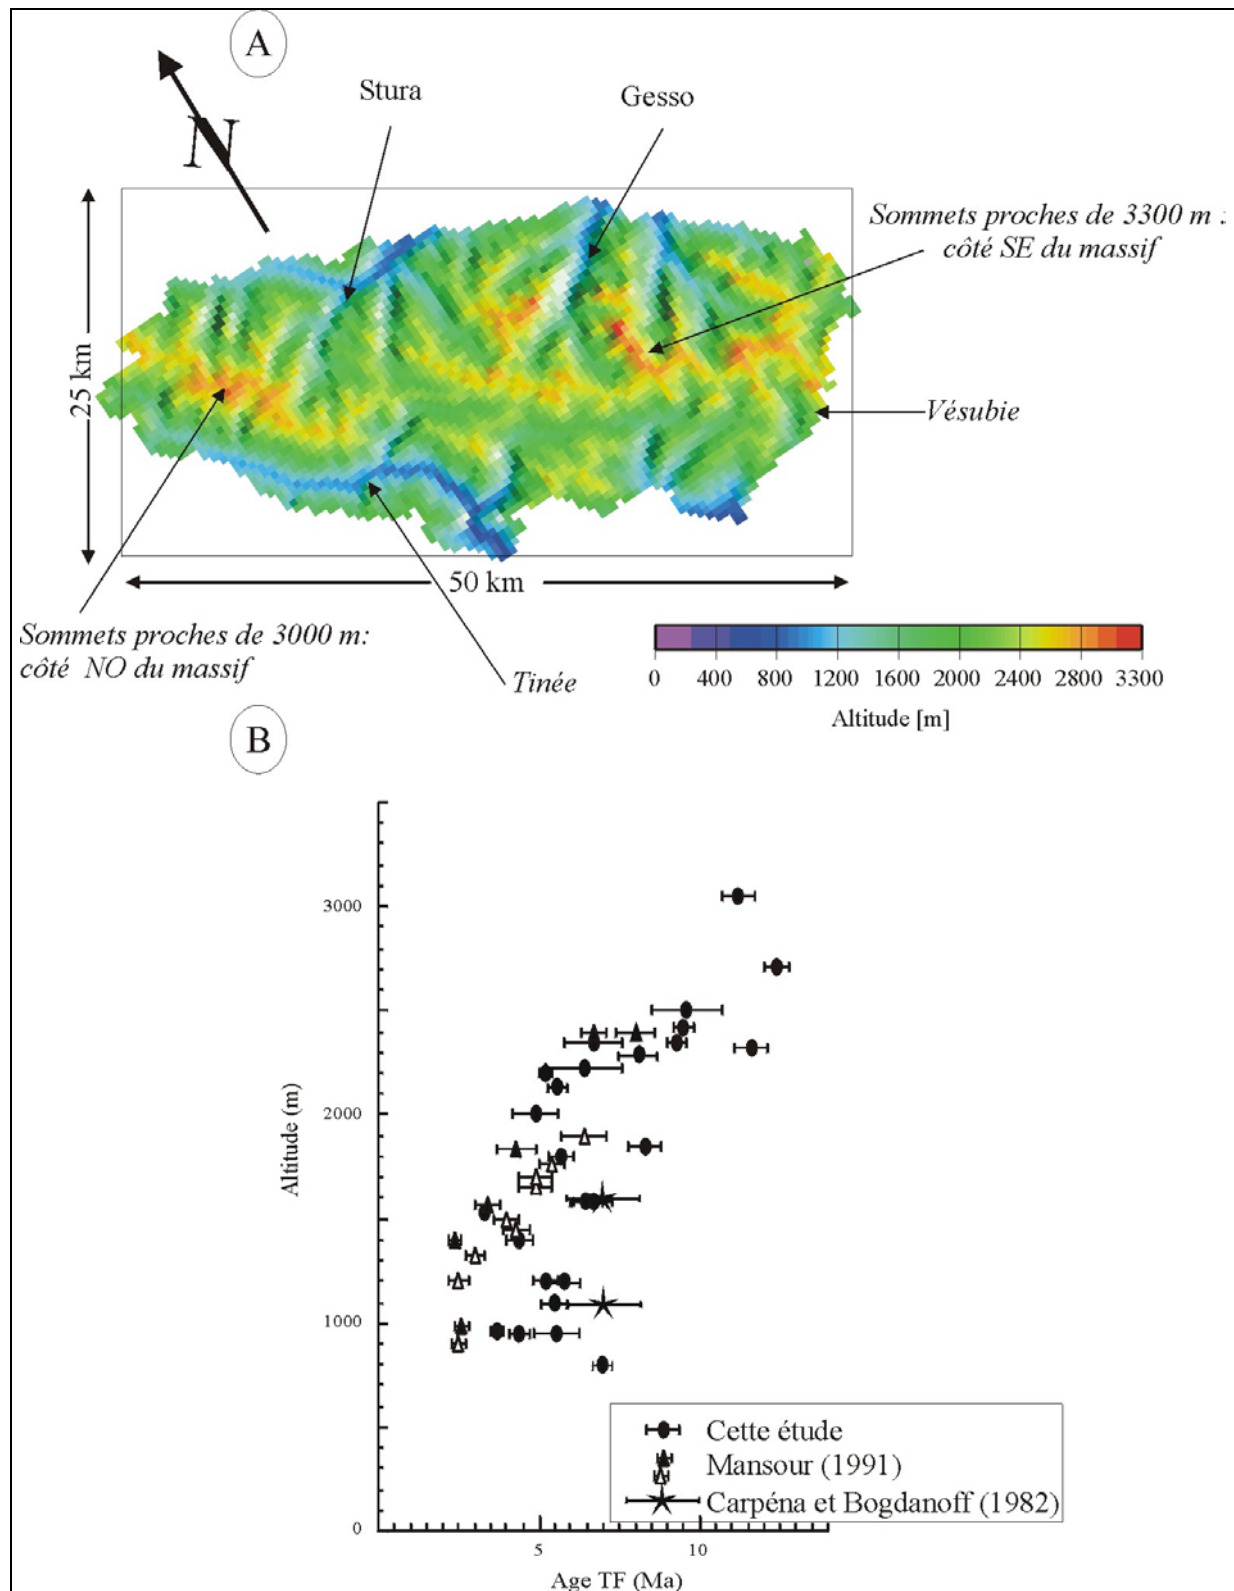 A
N
Stura
Gesso
Sommets proches de 3300 m :
côté SE du massif
25 km
Vésubie
50 km
Sommets proches de 3000 m:
côté NO du massif
Tinée
0 400 800 1200 1600 2000 2400 2800 3300
Altitude [m]
B
3000
2000
1000
0
Altitude (m)
5 10
Age TF (Ma)
Cette étude
Mansour (1991)
Carpéna et Bogdanoff (1982)